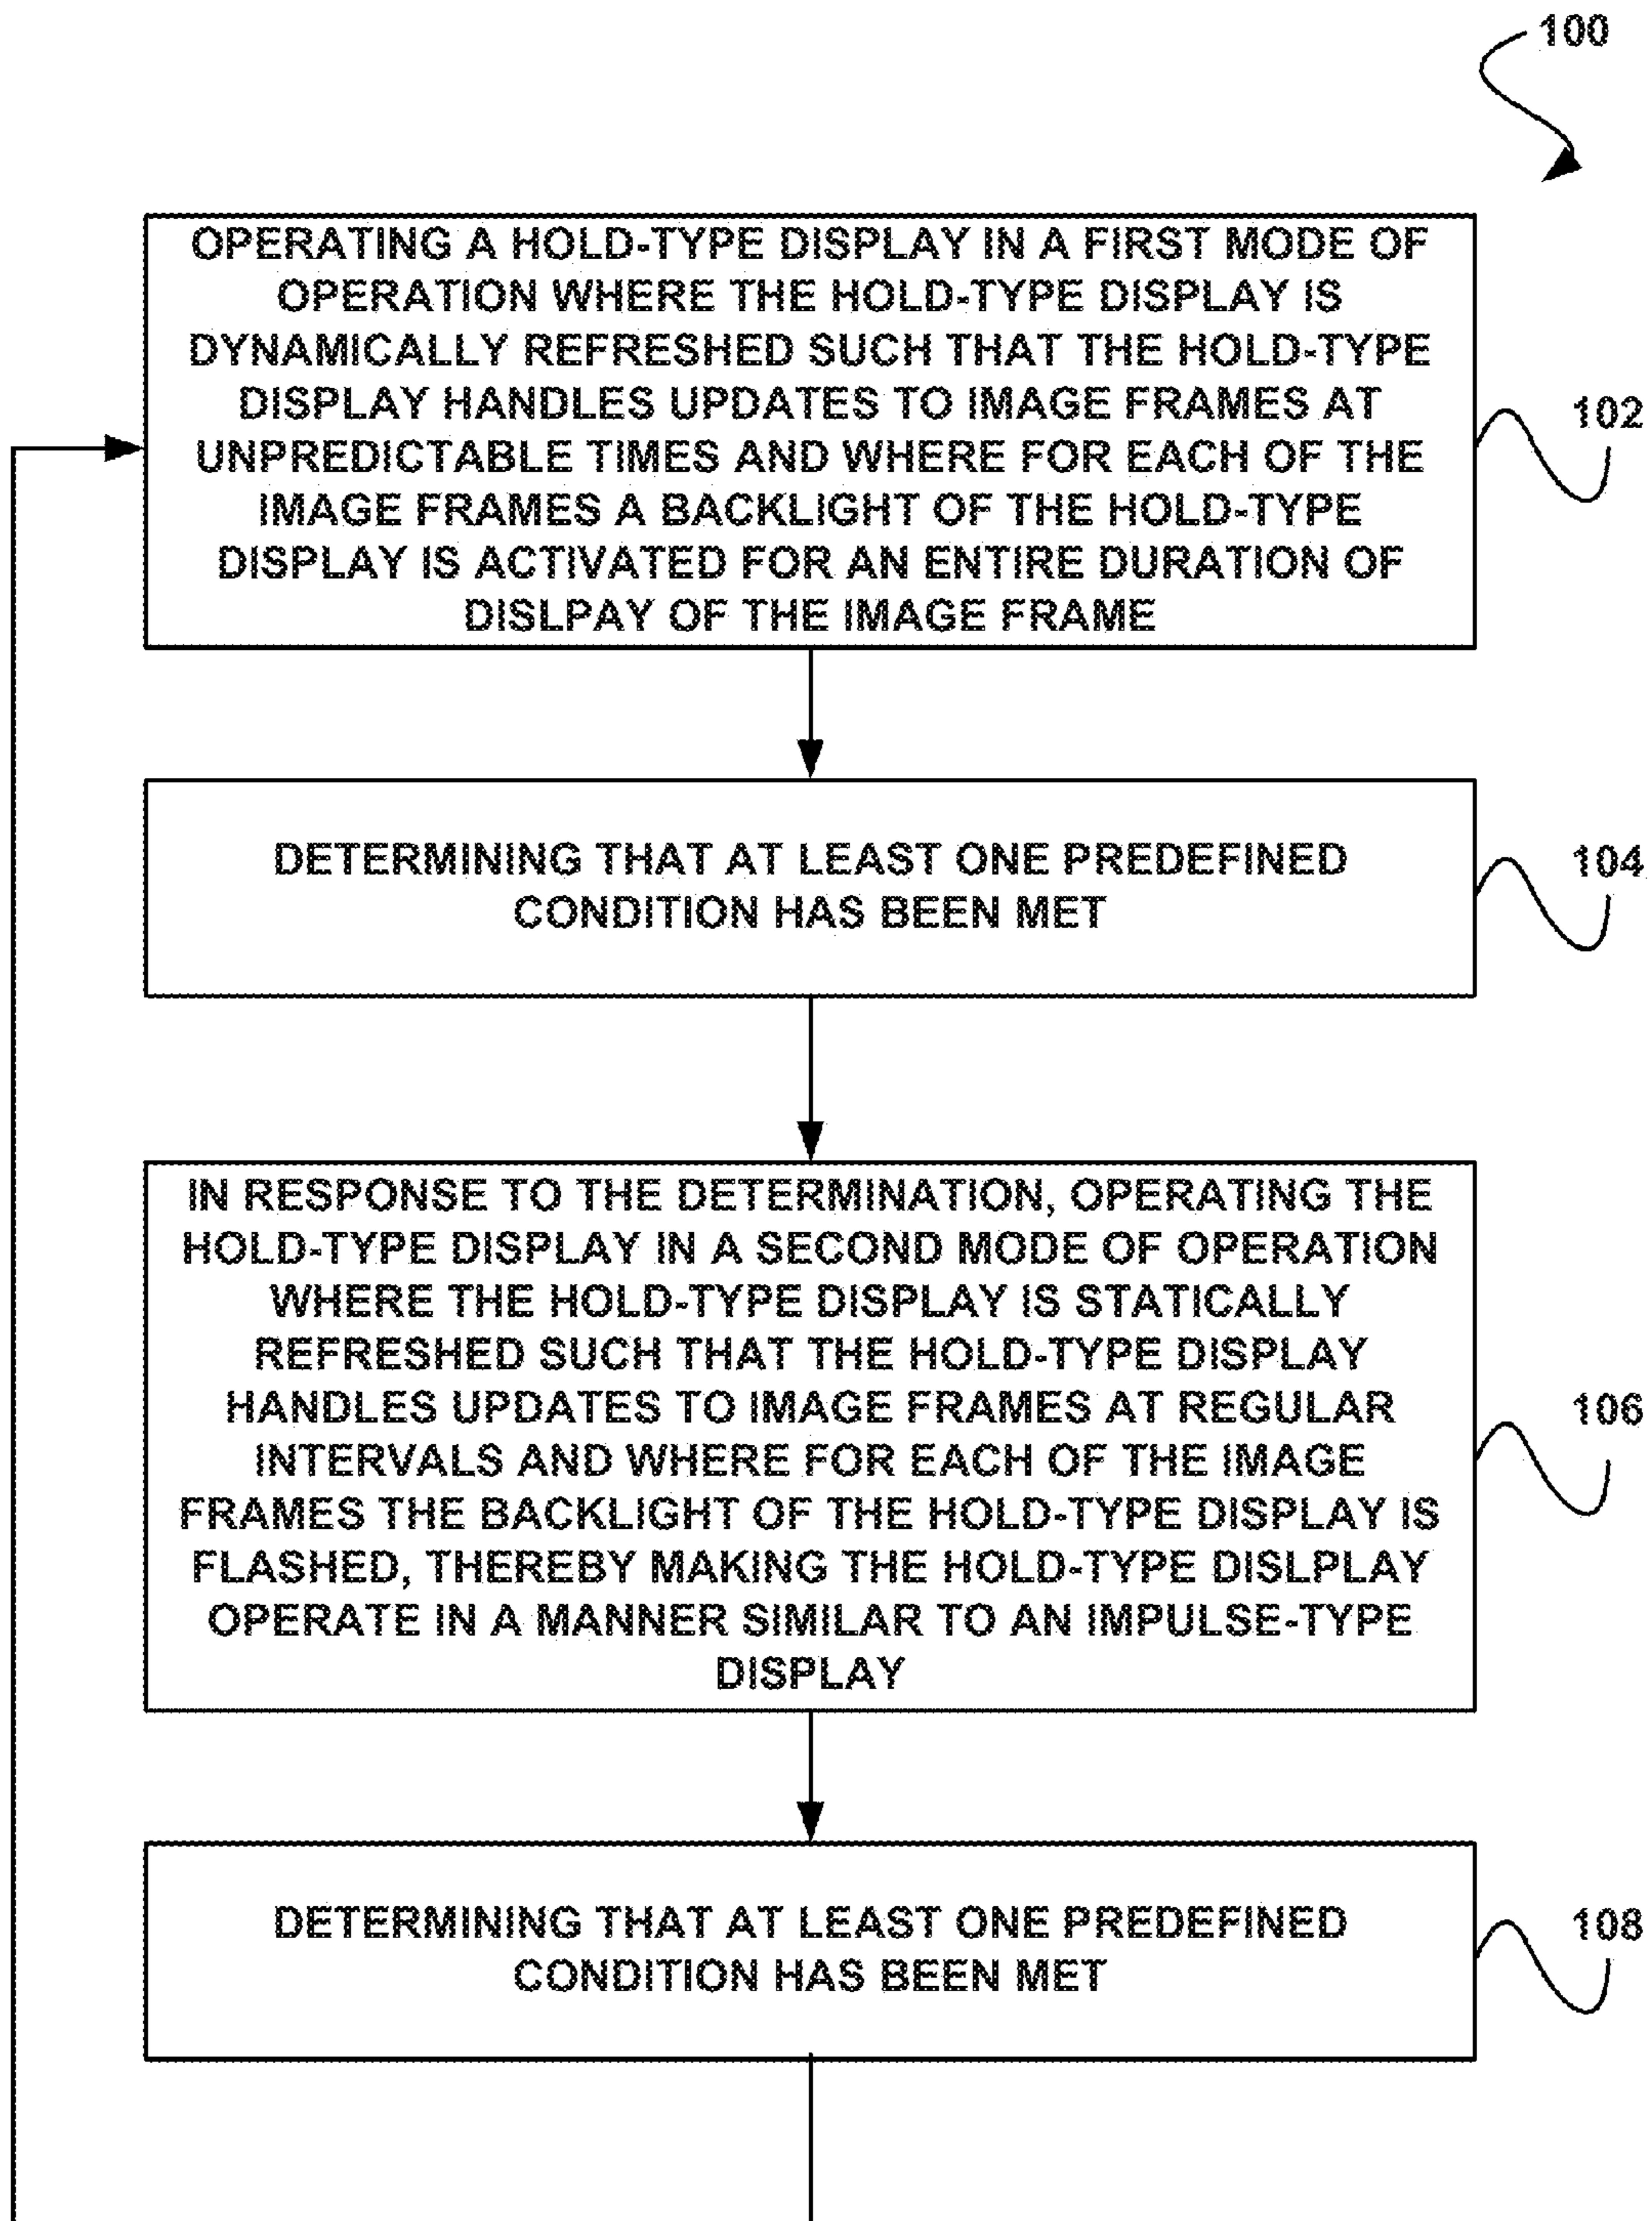 100
OPERATING A HOLD-TYPE DISPLAY IN A FIRST MODE OF
OPERATION WHERE THE HOLD-TYPE DISPLAY IS
DYNAMICALLY REFRESHED SUCH THAT THE HOLD-TYPE
DISPLAY HANDLES UPDATES TO IMAGE FRAMES AT
UNPREDICTABLE TIMES AND WHERE FOR EACH OF THE
IMAGE FRAMES A BACKLIGHT OF THE HOLD-TYPE
DISPLAY IS ACTIVATED FOR AN ENTIRE DURATION OF
DISLPAY OF THE IMAGE FRAME
102
DETERMINING THAT AT LEAST ONE PREDEFINED
CONDITION HAS BEEN MET
104
IN RESPONSE TO THE DETERMINATION, OPERATING THE
HOLD-TYPE DISPLAY IN A SECOND MODE OF OPERATION
WHERE THE HOLD-TYPE DISPLAY IS STATICALLY
REFRESHED SUCH THAT THE HOLD-TYPE DISPLAY
HANDLES UPDATES TO IMAGE FRAMES AT REGULAR
INTERVALS AND WHERE FOR EACH OF THE IMAGE
FRAMES THE BACKLIGHT OF THE HOLD-TYPE DISPLAY IS
FLASHED, THEREBY MAKING THE HOLD-TYPE DISLPLAY
OPERATE IN A MANNER SIMILAR TO AN IMPULSE-TYPE
DISPLAY
106
DETERMINING THAT AT LEAST ONE PREDEFINED
CONDITION HAS BEEN MET
108